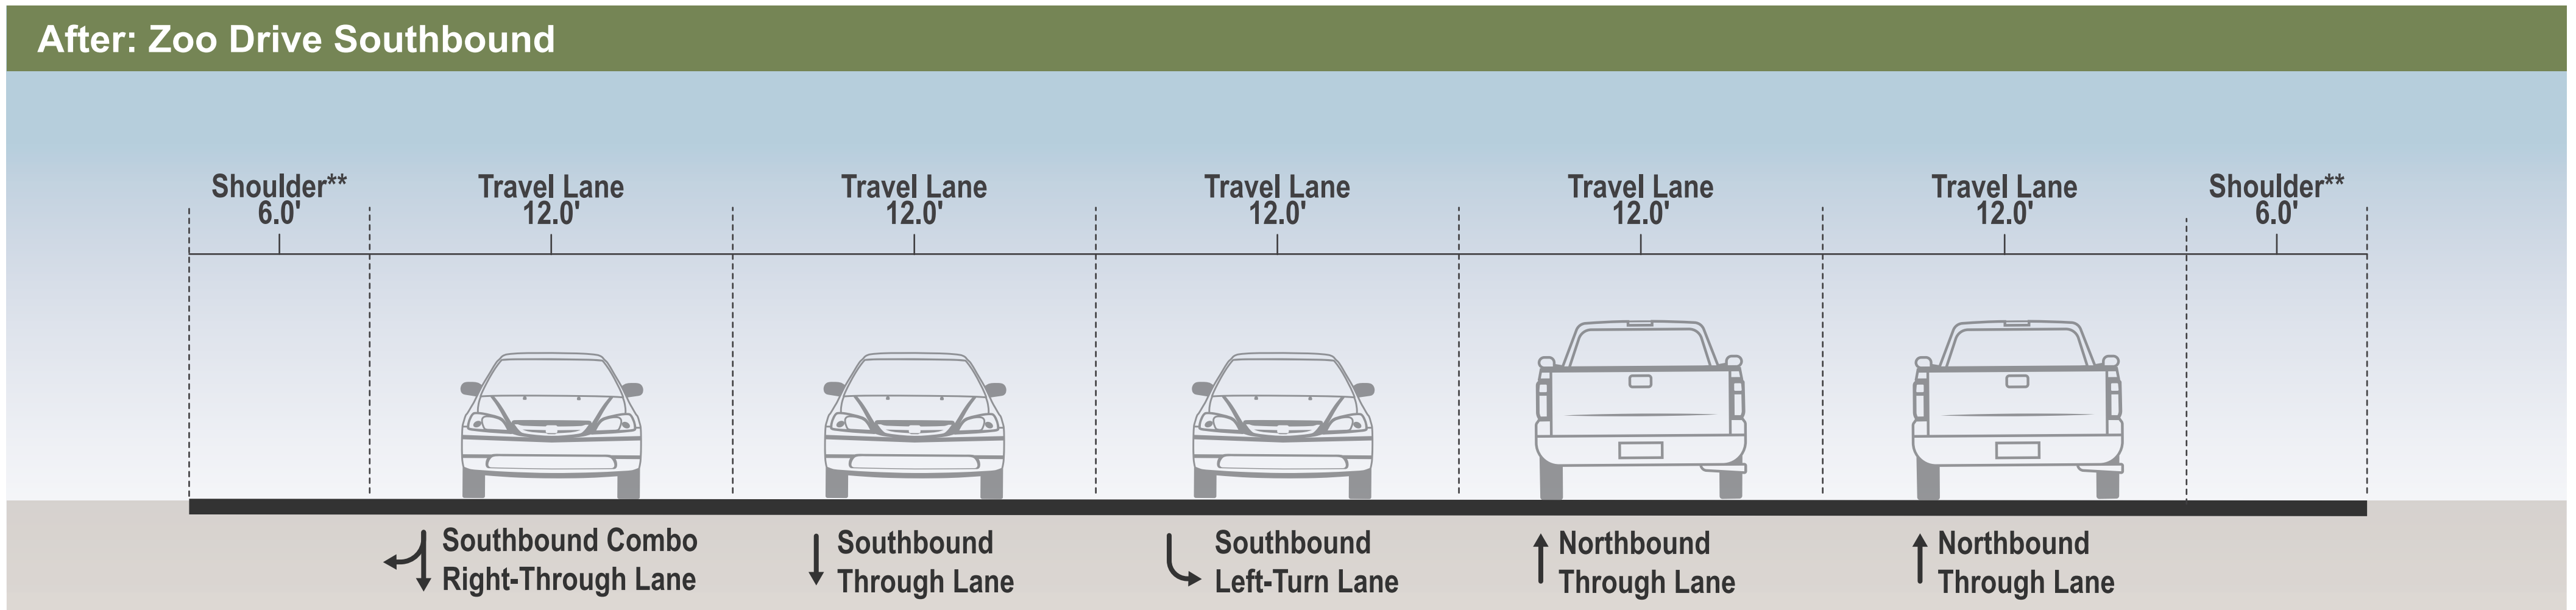 After: Zoo Drive Southbound
Shoulder** Travel Lane Travel Lane Travel Lane Travel Lane Travel Lane Shoulder**
6.0' 12.0' 12.0' 12.0' 12.0' 12.0' 6.0'
Southbound Combo
Right-Through Lane
Southbound
Through Lane
Southbound
Left-Turn Lane
Northbound
Through Lane
Northbound
Through Lane